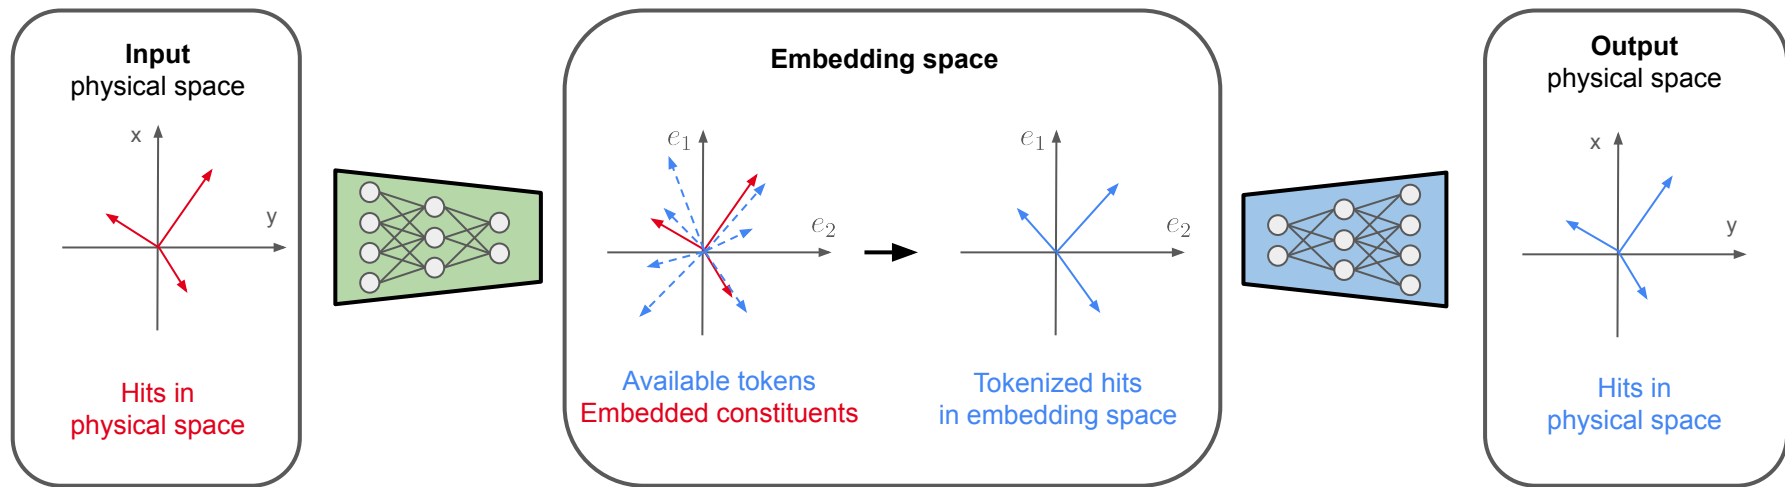 Input
physical space
x
y
Hits in
physical space
Embedding space
e₁
e₂
Available tokens
Embedded constituents
e₁
e₂
Tokenized hits
in embedding space
Output
physical space
x
y
Hits in
physical space